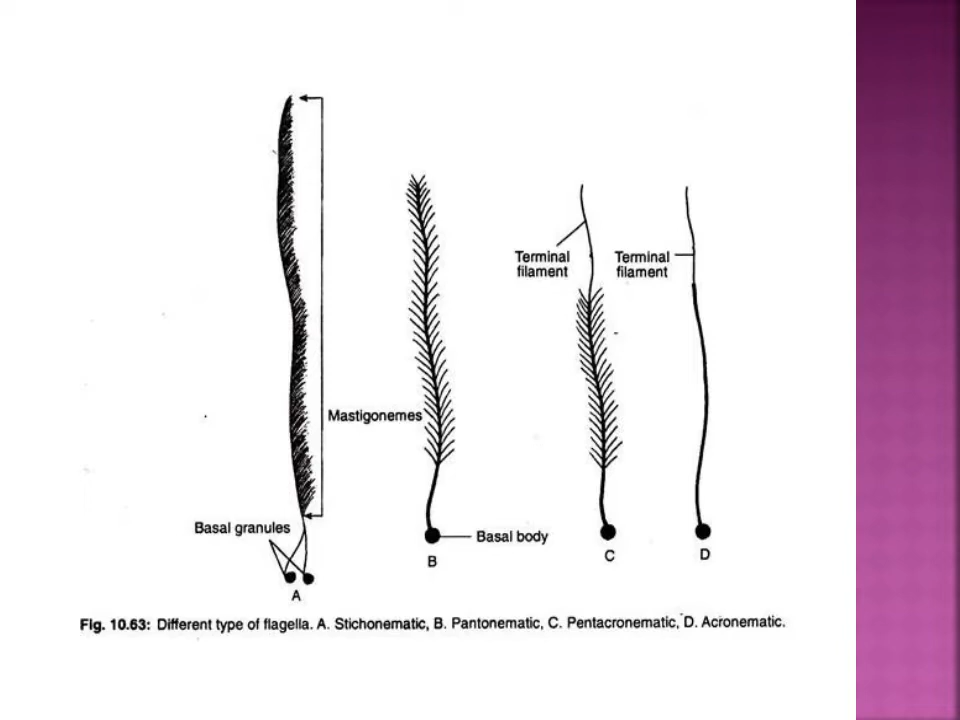 Terminal
filament
Terminal
filament
Mastigonemes
Basal granules
Basal body
A
B
C
D
Fig. 10.63: Different type of flagella. A. Stichonematic, B. Pantonematic, C. Pentacronematic, D. Acronematic.